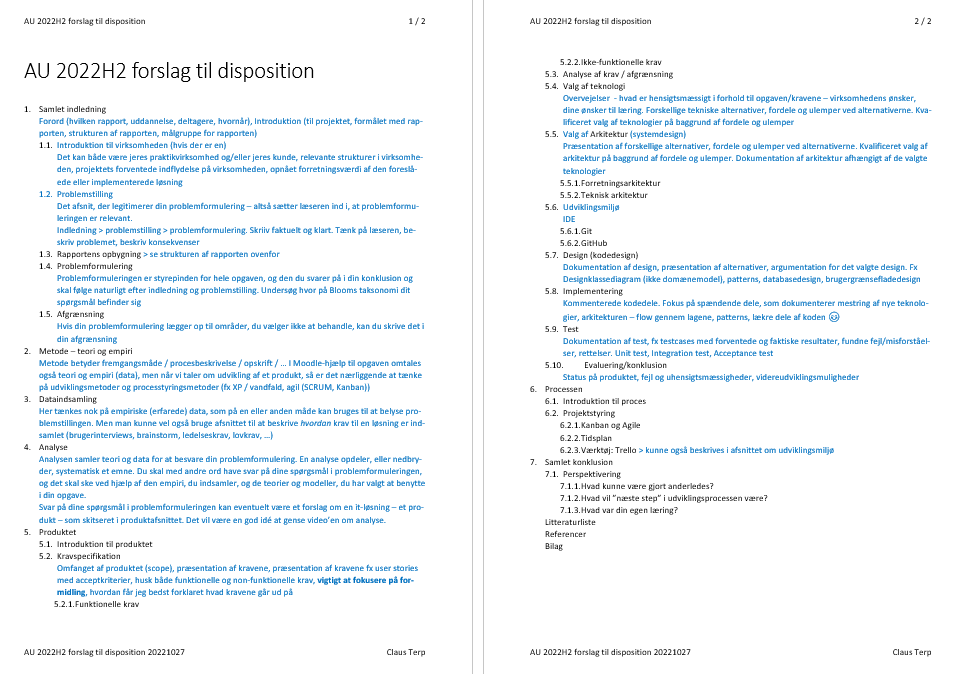 AU 2022H2 forslag til disposition 1 / 2
AU 2022H2 forslag til disposition
1. Samlet indledning
Forord (hvilken rapport, uddannelse, deltagere, hvornår), Introduktion (til projektet, formålet med rap-
porten, strukturen af rapporten, målgruppe for rapporten)
1.1. Introduktion til virksomheden (hvis der er en)
Det kan både være jeres praktikvirksomhed og/eller jeres kunde, relevante strukturer i virksomhe-
den, projektets forventede indflydelse på virksomheden, opnået forretningsværdi af den foreslå-
ede eller implementerede løsning
1.2. Problemstilling
Det afsnit, der legitimerer din problemformulering – altså sætter læseren ind i, at problemformu-
leringen er relevant.
Indledning > problemstilling > problemformulering. Skriiv faktuelt og klart. Tænk på læseren, be-
skriv problemet, beskriv konsekvenser
1.3. Rapportens opbygning > se strukturen af rapporten ovenfor
1.4. Problemformulering
Problemformuleringen er styrepinden for hele opgaven, og den du svarer på i din konklusion og
skal følge naturligt efter indledning og problemstilling. Undersøg hvor på Blooms taksonomi dit
spørgsmål befinder sig
1.5. Afgrænsning
Hvis din problemformulering lægger op til områder, du vælger ikke at behandle, kan du skrive det i
din afgrænsning
2. Metode – teori og empiri
Metode betyder fremgangsmåde / procesbeskrivelse / opskrift / … I Moodle-hjælp til opgaven omtales
også teori og empiri (data), men når vi taler om udvikling af et produkt, så er det nærliggende at tænke
på udviklingsmetoder og processtyringsmetoder (fx XP / vandfald, agil (SCRUM, Kanban))
3. Dataindsamling
Her tænkes nok på empiriske (erfarede) data, som på en eller anden måde kan bruges til at belyse pro-
blemstillingen. Men man kunne vel også bruge afsnittet til at beskrive hvordan krav til en løsning er ind-
samlet (brugerinterviews, brainstorm, ledelseskrav, lovkrav, …)
4. Analyse
Analysen samler teori og data for at besvare din problemformulering. En analyse opdeler, eller nedbry-
der, systematisk et emne. Du skal med andre ord have svar på dine spørgsmål i problemformuleringen,
og det skal ske ved hjælp af den empiri, du indsamler, og de teorier og modeller, du har valgt at benytte
i din opgave.
Svar på dine spørgsmål i problemformuleringen kan eventuelt være et forslag om en it-løsning – et pro-
dukt – som skitseret i produktafsnittet. Det vil være en god idé at gense video'en om analyse.
5. Produktet
5.1. Introduktion til produktet
5.2. Kravspecifikation
Omfanget af produktet (scope), præsentation af kravene, præsentation af kravene fx user stories
med acceptkriterier, husk både funktionelle og non-funktionelle krav, vigtigt at fokusere på for-
midling, hvordan får jeg bedst forklaret hvad kravene går ud på
5.2.1.Funktionelle krav
AU 2022H2 forslag til disposition 20221027 Claus Terp
AU 2022H2 forslag til disposition 2 / 2
5.2.2.Ikke-funktionelle krav
5.3. Analyse af krav / afgrænsning
5.4. Valg af teknologi
Overvejelser - hvad er hensigtsmæssigt i forhold til opgaven/kravene – virksomhedens ønsker,
dine ønsker til læring. Forskellige tekniske alternativer, fordele og ulemper ved alternativerne. Kva-
lificeret valg af teknologier på baggrund af fordele og ulemper
5.5. Valg af Arkitektur (systemdesign)
Præsentation af forskellige alternativer, fordele og ulemper ved alternativerne. Kvalificeret valg af
arkitektur på baggrund af fordele og ulemper. Dokumentation af arkitektur afhængigt af de valgte
teknologier
5.5.1.Forretningsarkitektur
5.5.2.Teknisk arkitektur
5.6. Udviklingsmiljø
IDE
5.6.1.Git
5.6.2.GitHub
5.7. Design (kodedesign)
Dokumentation af design, præsentation af alternativer, argumentation for det valgte design. Fx
Designklassediagram (ikke domænemodel), patterns, databasedesign, brugergrænsefladedesign
5.8. Implementering
Kommenterede kodedele. Fokus på spændende dele, som dokumenterer mestring af nye teknolo-
gier, arkitekturen – flow gennem lagene, patterns, lækre dele af koden 😊
5.9. Test
Dokumentation af test, fx testcases med forventede og faktiske resultater, fundne fejl/misforstål-
ser, rettelser. Unit test, Integration test, Acceptance test
5.10. Evaluering/konklusion
Status på produktet, fejl og uhensigtsmæssigheder, videreudviklingsmuligheder
6. Processen
6.1. Introduktion til proces
6.2. Projektstyring
6.2.1.Kanban og Agile
6.2.2.Tidsplan
6.2.3.Værktøj: Trello > kunne også beskrives i afsnittet om udviklingsmiljø
7. Samlet konklusion
7.1. Perspektivering
7.1.1.Hvad kunne være gjort anderledes?
7.1.2.Hvad vil ”næste step” i udviklingsprocessen være?
7.1.3.Hvad var din egen læring?
Litteraturliste
Referencer
Bilag
AU 2022H2 forslag til disposition 20221027 Claus Terp